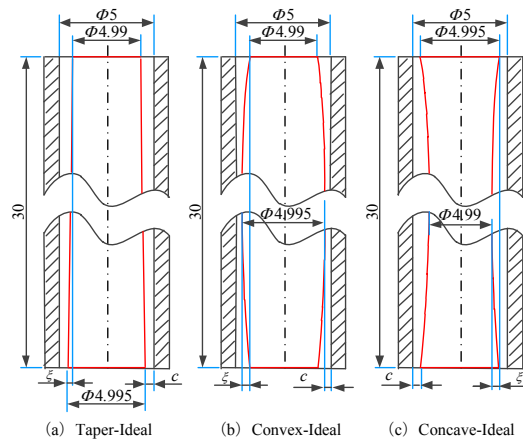 Φ5 Φ5 Φ5
Φ4.99 Φ4.99 Φ4.995
30 30 30
Φ4.995 Φ4.99
ξ c ξ c c ξ
Φ4.995
(a) Taper-Ideal (b) Convex-Ideal (c) Concave-Ideal